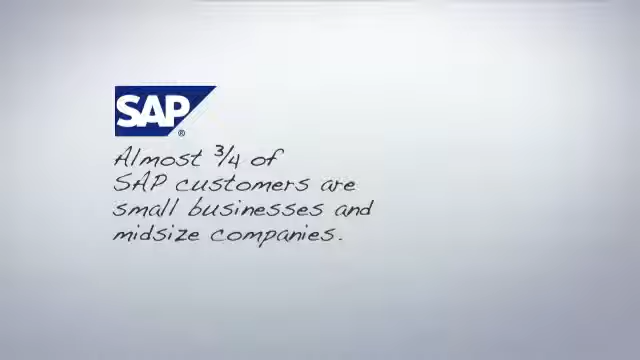 SAP®
Almost ¾ of
SAP customers are
small businesses and
midsize companies.